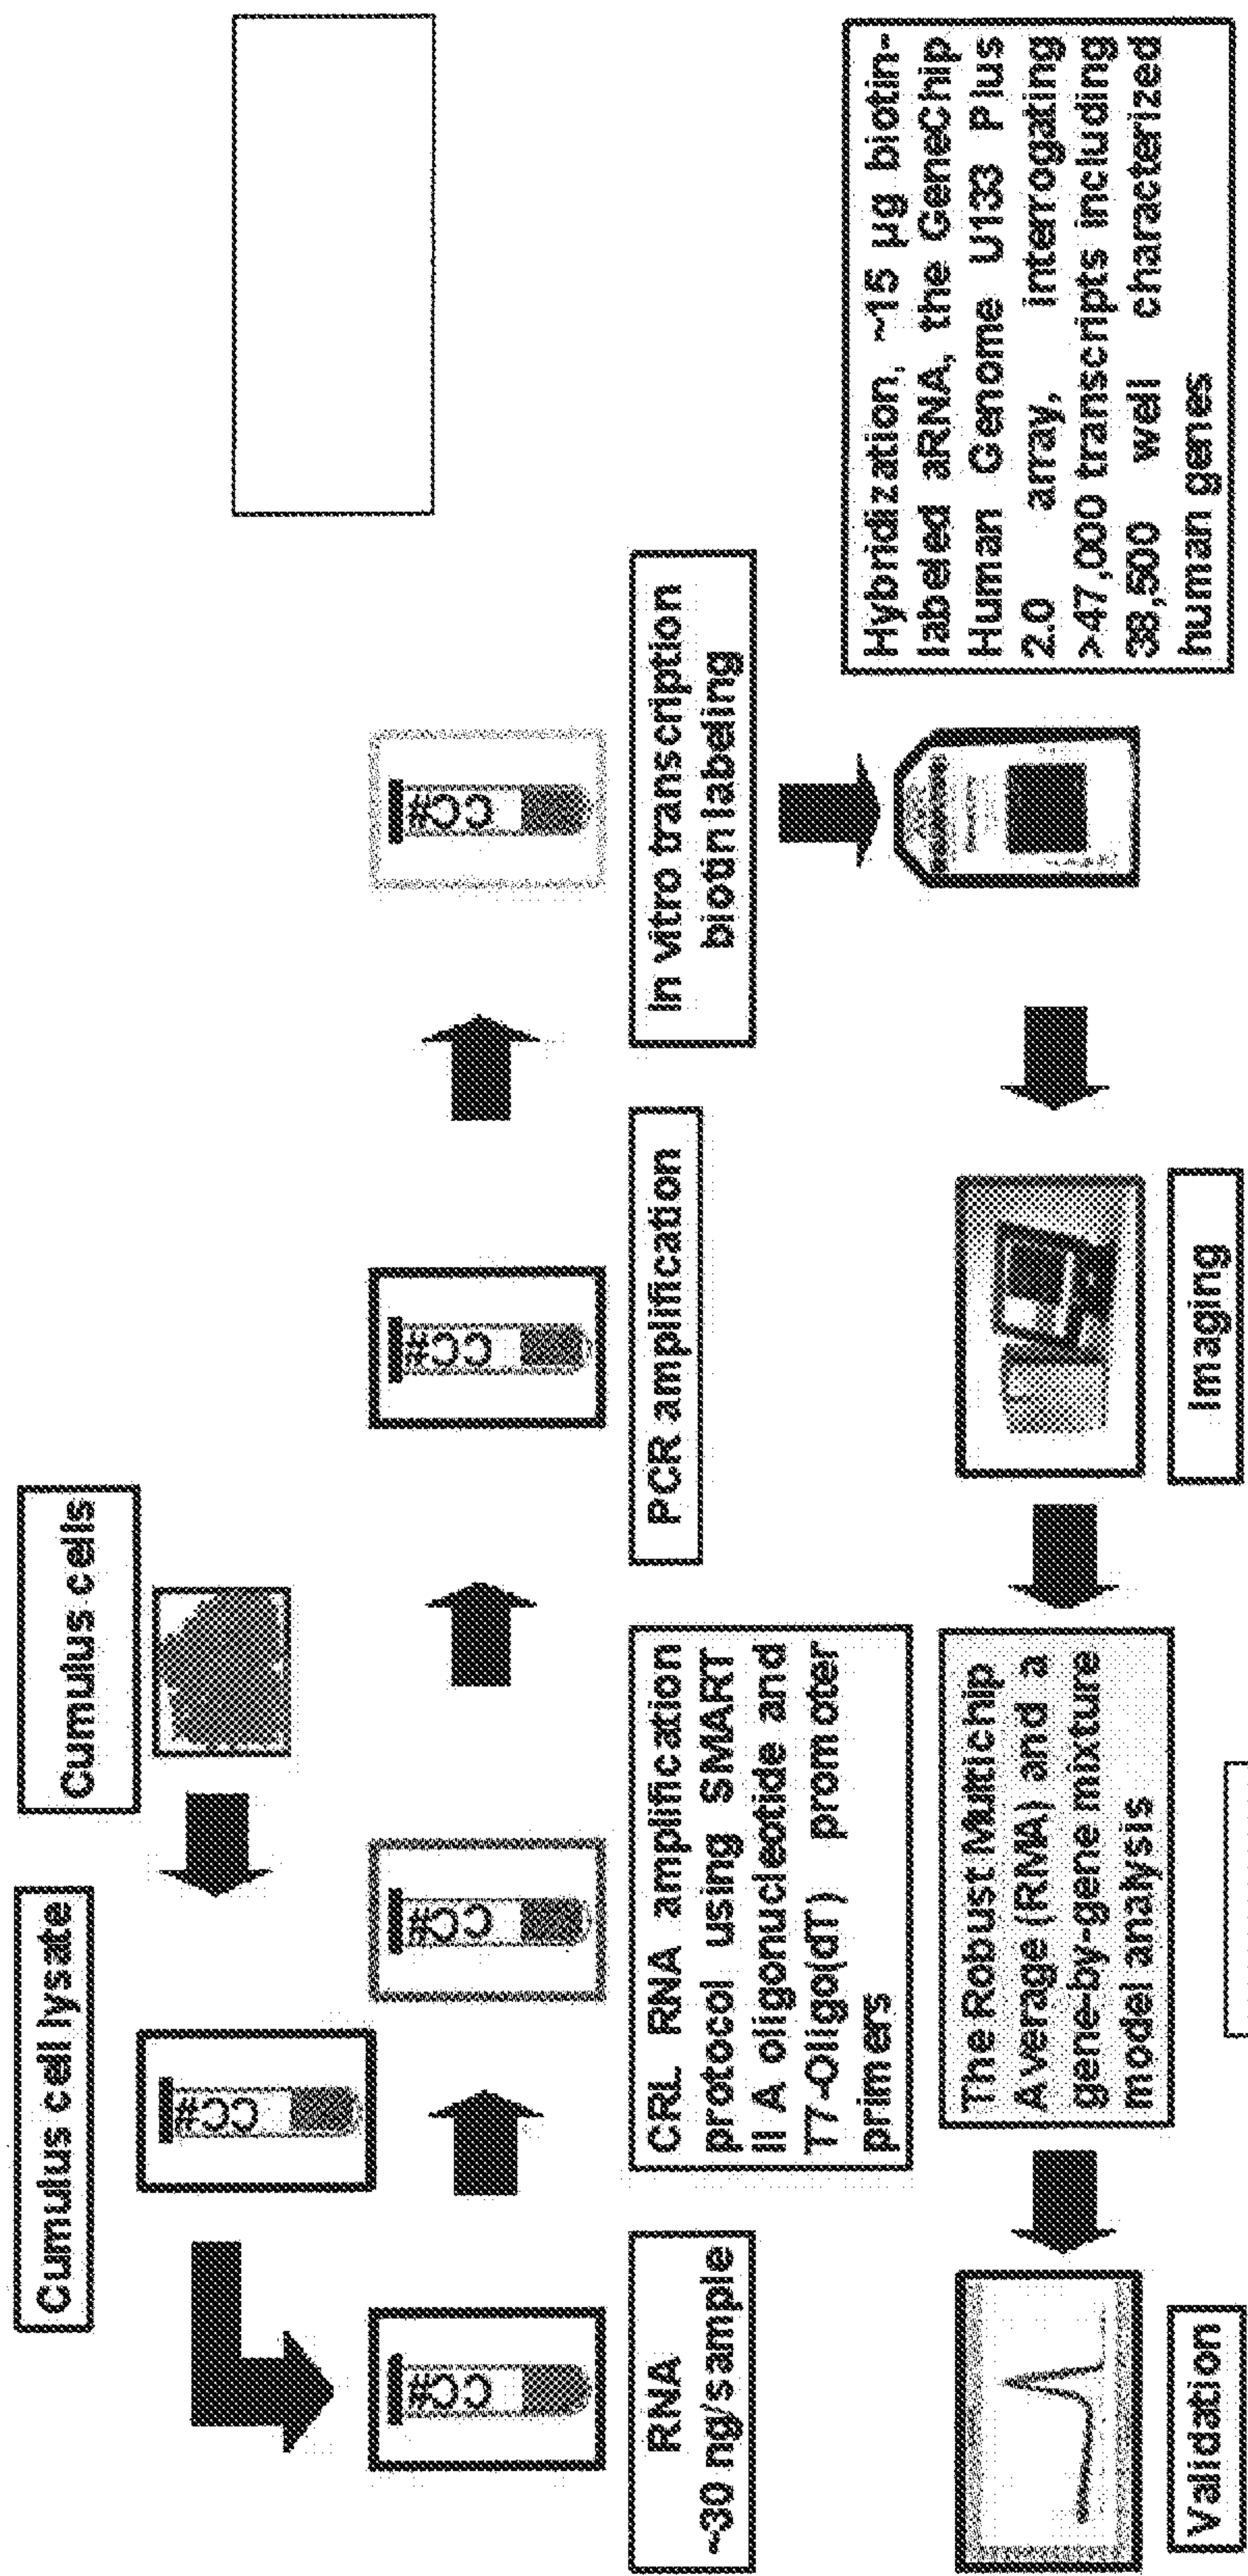 Cumulus cell lysate
Cumulus cells
CC#
RNA
~30 ng/sample
CC#
CRL RNA amplification
protocol using SMART
II A oligonucleotide and
T7-Oligo(dT) promoter
primers
CC#
PCR amplification
CC#
In vitro transcription
biotin labeling
CC#
Hybridization, ~15 µg biotin-
labeled aRNA, the GeneChip
Human Genome U133 Plus
2.0 array, interrogating
>47,000 transcripts including
38,500 well characterized
human genes
Imaging
The Robust Multichip
Average (RMA) and a
gene-by-gene mixture
model analysis
Validation